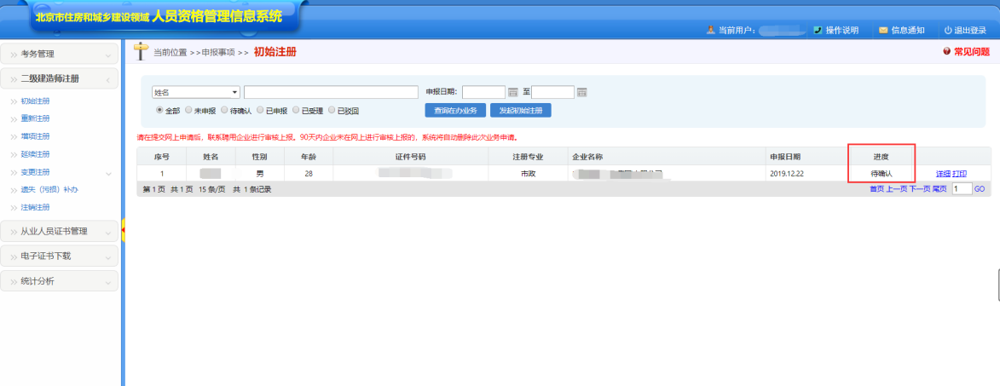 北京市住房和城乡建设领域 人员资格管理信息系统
当前用户： 操作说明 信息通知 退出登录
考务管理
当前位置 >>申报事项 >> 初始注册 常见问题
二级建造师注册
初始注册
重新注册
增项注册
延续注册
变更注册
遗失（污损）补办
注销注册
从业人员证书管理
电子证书下载
统计分析
姓名 申报日期： 至
全部 未申报 待确认 已申报 已受理 已驳回 查询在办业务 发起初始注册
请在提交网上申请后，联系聘用企业进行审核上报。90天内企业未在网上进行审核上报的，系统将自动删除此次业务申请。
序号 姓名 性别 年龄 证件号码 注册专业 企业名称 申报日期 进度
1 男 28 市政 2019.12.22 待确认 详细 打印
第1页 共1页 15条/页 共 1条记录 首页 上一页 下一页 尾页 1 GO